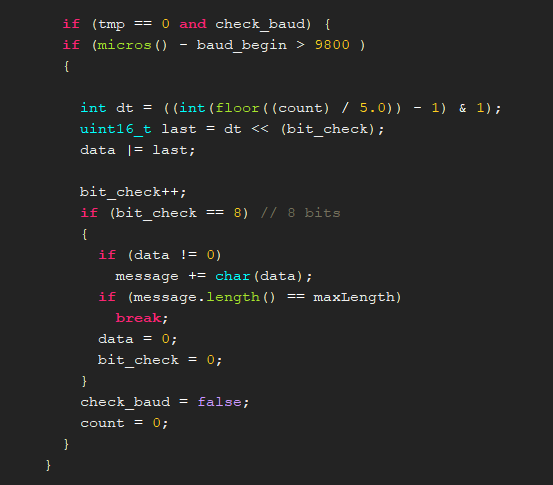 if (tmp == 0 and check_baud) {
if (micros() - baud_begin > 9800 )
{
int dt = ((int(floor((count) / 5.0)) - 1) & 1);
uint16_t last = dt << (bit_check);
data |= last;
bit_check++;
if (bit_check == 8) // 8 bits
{
if (data != 0)
message += char(data);
if (message.length() == maxLength)
break;
data = 0;
bit_check = 0;
}
check_baud = false;
count = 0;
}
}